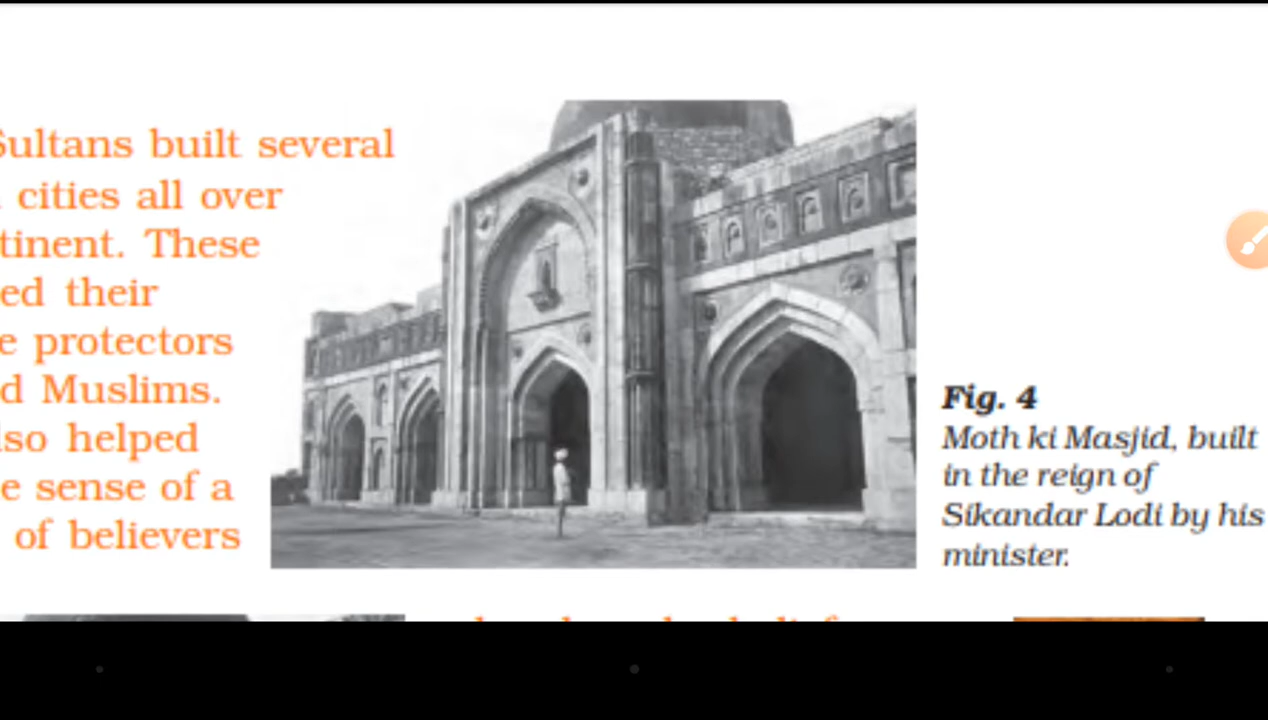 Sultans built several
cities all over
tinent. These
ed their
e protectors
d Muslims.
lso helped
e sense of a
of believers
Fig. 4
Moth ki Masjid, built
in the reign of
Sikandar Lodi by his
minister.